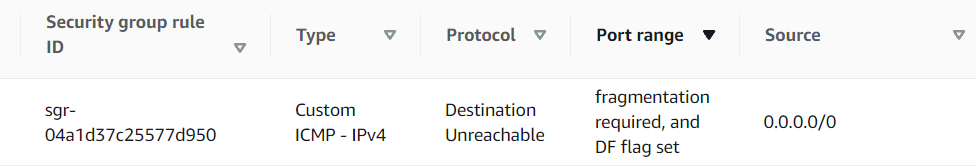 Security group rule ID
Type
Protocol
Port range
Source
sgr-
04a1d37c25577d950
Custom
ICMP - IPv4
Destination
Unreachable
fragmentation
required, and
DF flag set
0.0.0.0/0